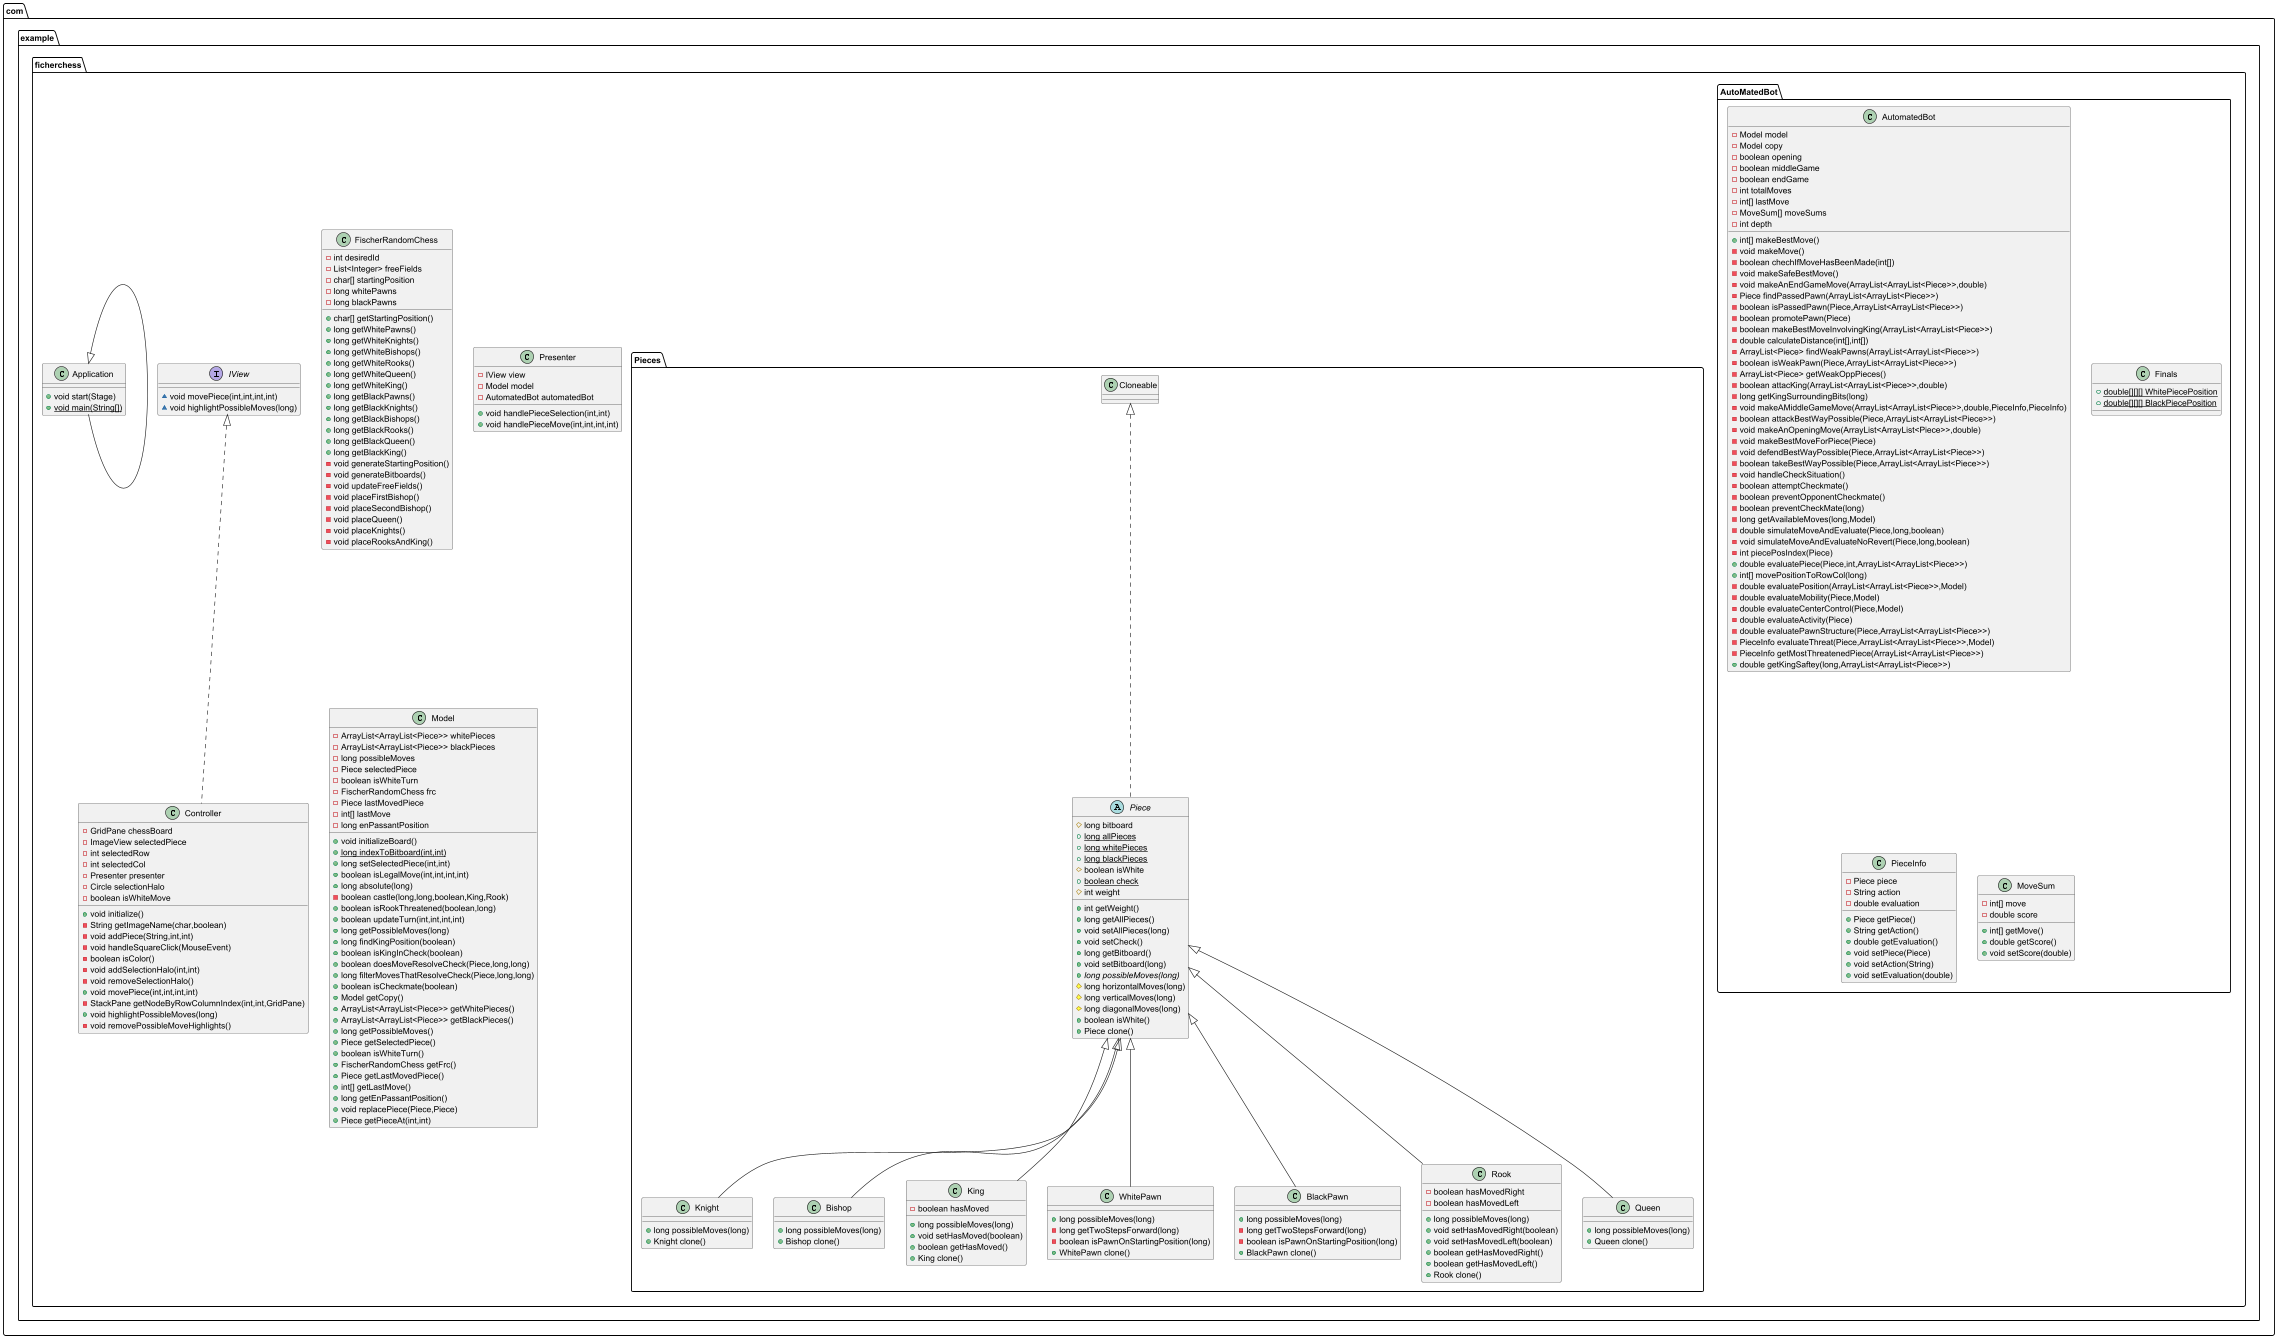 com
example
ficherchess
Application
void start(Stage)
void main(String[])
IView
void movePiece(int,int,int,int)
void highlightPossibleMoves(long)
FischerRandomChess
int desiredId
List<Integer> freeFields
char[] startingPosition
long whitePawns
long blackPawns
char[] getStartingPosition()
long getWhitePawns()
long getWhiteKnights()
long getWhiteBishops()
long getWhiteRooks()
long getWhiteQueen()
long getWhiteKing()
long getBlackPawns()
long getBlackKnights()
long getBlackBishops()
long getBlackRooks()
long getBlackQueen()
long getBlackKing()
void generateStartingPosition()
void generateBitboards()
void updateFreeFields()
void placeFirstBishop()
void placeSecondBishop()
void placeQueen()
void placeKnights()
void placeRooksAndKing()
Presenter
IView view
Model model
AutomatedBot automatedBot
void handlePieceSelection(int,int)
void handlePieceMove(int,int,int,int)
Controller
GridPane chessBoard
ImageView selectedPiece
int selectedRow
int selectedCol
Presenter presenter
Circle selectionHalo
boolean isWhiteMove
void initialize()
String getImageName(char,boolean)
void addPiece(String,int,int)
void handleSquareClick(MouseEvent)
boolean isColor()
void addSelectionHalo(int,int)
void removeSelectionHalo()
void movePiece(int,int,int,int)
StackPane getNodeByRowColumnIndex(int,int,GridPane)
void highlightPossibleMoves(long)
void removePossibleMoveHighlights()
Model
ArrayList<ArrayList<Piece>> whitePieces
ArrayList<ArrayList<Piece>> blackPieces
long possibleMoves
Piece selectedPiece
boolean isWhiteTurn
FischerRandomChess frc
Piece lastMovedPiece
int[] lastMove
long enPassantPosition
void initializeBoard()
long indexToBitboard(int,int)
long setSelectedPiece(int,int)
boolean isLegalMove(int,int,int,int)
long absolute(long)
boolean castle(long,long,boolean,King,Rook)
boolean isRookThreatened(boolean,long)
boolean updateTurn(int,int,int,int)
long getPossibleMoves(long)
long findKingPosition(boolean)
boolean isKingInCheck(boolean)
boolean doesMoveResolveCheck(Piece,long,long)
long filterMovesThatResolveCheck(Piece,long,long)
boolean isCheckmate(boolean)
Model getCopy()
ArrayList<ArrayList<Piece>> getWhitePieces()
ArrayList<ArrayList<Piece>> getBlackPieces()
long getPossibleMoves()
Piece getSelectedPiece()
boolean isWhiteTurn()
FischerRandomChess getFrc()
Piece getLastMovedPiece()
int[] getLastMove()
long getEnPassantPosition()
void replacePiece(Piece,Piece)
Piece getPieceAt(int,int)
Pieces
Cloneable
Piece
long bitboard
long allPieces
long whitePieces
long blackPieces
boolean isWhite
boolean check
int weight
int getWeight()
long getAllPieces()
void setAllPieces(long)
void setCheck()
long getBitboard()
void setBitboard(long)
long possibleMoves(long)
long horizontalMoves(long)
long verticalMoves(long)
long diagonalMoves(long)
boolean isWhite()
Piece clone()
Knight
long possibleMoves(long)
Knight clone()
Bishop
long possibleMoves(long)
Bishop clone()
King
boolean hasMoved
long possibleMoves(long)
void setHasMoved(boolean)
boolean getHasMoved()
King clone()
WhitePawn
long possibleMoves(long)
long getTwoStepsForward(long)
boolean isPawnOnStartingPosition(long)
WhitePawn clone()
BlackPawn
long possibleMoves(long)
long getTwoStepsForward(long)
boolean isPawnOnStartingPosition(long)
BlackPawn clone()
Rook
boolean hasMovedRight
boolean hasMovedLeft
long possibleMoves(long)
void setHasMovedRight(boolean)
void setHasMovedLeft(boolean)
boolean getHasMovedRight()
boolean getHasMovedLeft()
Rook clone()
Queen
long possibleMoves(long)
Queen clone()
AutoMatedBot
AutomatedBot
Model model
Model copy
boolean opening
boolean middleGame
boolean endGame
int totalMoves
int[] lastMove
MoveSum[] moveSums
int depth
int[] makeBestMove()
void makeMove()
boolean chechIfMoveHasBeenMade(int[])
void makeSafeBestMove()
void makeAnEndGameMove(ArrayList<ArrayList<Piece>>,double)
Piece findPassedPawn(ArrayList<ArrayList<Piece>>)
boolean isPassedPawn(Piece,ArrayList<ArrayList<Piece>>)
boolean promotePawn(Piece)
boolean makeBestMoveInvolvingKing(ArrayList<ArrayList<Piece>>)
double calculateDistance(int[],int[])
ArrayList<Piece> findWeakPawns(ArrayList<ArrayList<Piece>>)
boolean isWeakPawn(Piece,ArrayList<ArrayList<Piece>>)
ArrayList<Piece> getWeakOppPieces()
boolean attacKing(ArrayList<ArrayList<Piece>>,double)
long getKingSurroundingBits(long)
void makeAMiddleGameMove(ArrayList<ArrayList<Piece>>,double,PieceInfo,PieceInfo)
boolean attackBestWayPossible(Piece,ArrayList<ArrayList<Piece>>)
void makeAnOpeningMove(ArrayList<ArrayList<Piece>>,double)
void makeBestMoveForPiece(Piece)
void defendBestWayPossible(Piece,ArrayList<ArrayList<Piece>>)
boolean takeBestWayPossible(Piece,ArrayList<ArrayList<Piece>>)
void handleCheckSituation()
boolean attemptCheckmate()
boolean preventOpponentCheckmate()
boolean preventCheckMate(long)
long getAvailableMoves(long,Model)
double simulateMoveAndEvaluate(Piece,long,boolean)
void simulateMoveAndEvaluateNoRevert(Piece,long,boolean)
int piecePosIndex(Piece)
double evaluatePiece(Piece,int,ArrayList<ArrayList<Piece>>)
int[] movePositionToRowCol(long)
double evaluatePosition(ArrayList<ArrayList<Piece>>,Model)
double evaluateMobility(Piece,Model)
double evaluateCenterControl(Piece,Model)
double evaluateActivity(Piece)
double evaluatePawnStructure(Piece,ArrayList<ArrayList<Piece>>)
PieceInfo evaluateThreat(Piece,ArrayList<ArrayList<Piece>>,Model)
PieceInfo getMostThreatenedPiece(ArrayList<ArrayList<Piece>>)
double getKingSaftey(long,ArrayList<ArrayList<Piece>>)
Finals
double[][][] WhitePiecePosition
double[][][] BlackPiecePosition
PieceInfo
Piece piece
String action
double evaluation
Piece getPiece()
String getAction()
double getEvaluation()
void setPiece(Piece)
void setAction(String)
void setEvaluation(double)
MoveSum
int[] move
double score
int[] getMove()
double getScore()
void setScore(double)